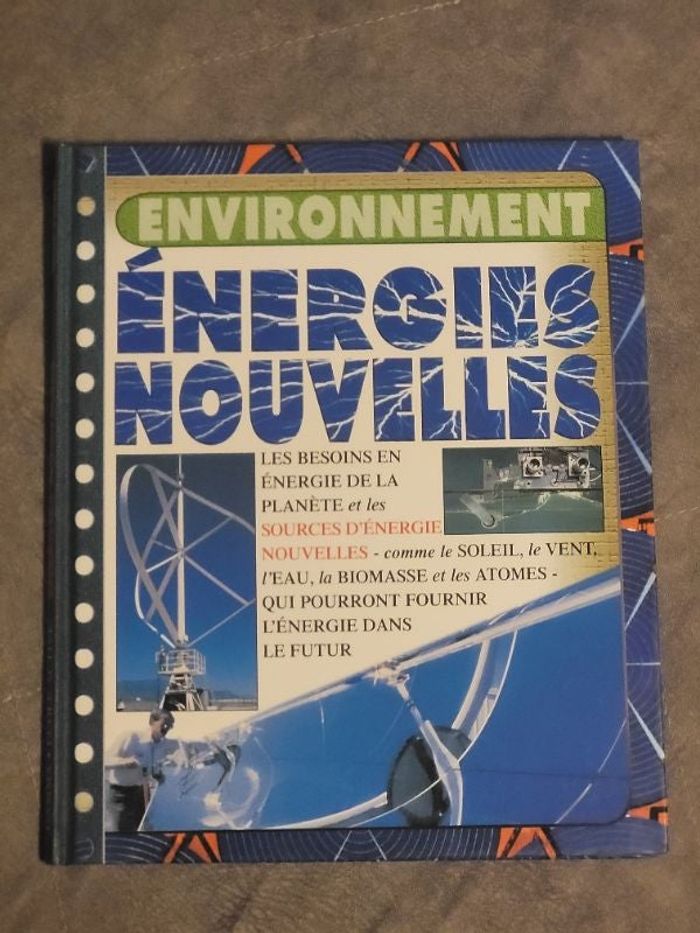 ENVIRONNEMENT
ÉNERGIES
NOUVELLES
LES BESOINS EN
ÉNERGIE DE LA
PLANÈTE et les
SOURCES D'ÉNERGIE
NOUVELLES - comme le SOLEIL, le VENT,
l'EAU, la BIOMASSE et les ATOMES -
QUI POURRONT FOURNIR
L'ÉNERGIE DANS
LE FUTUR